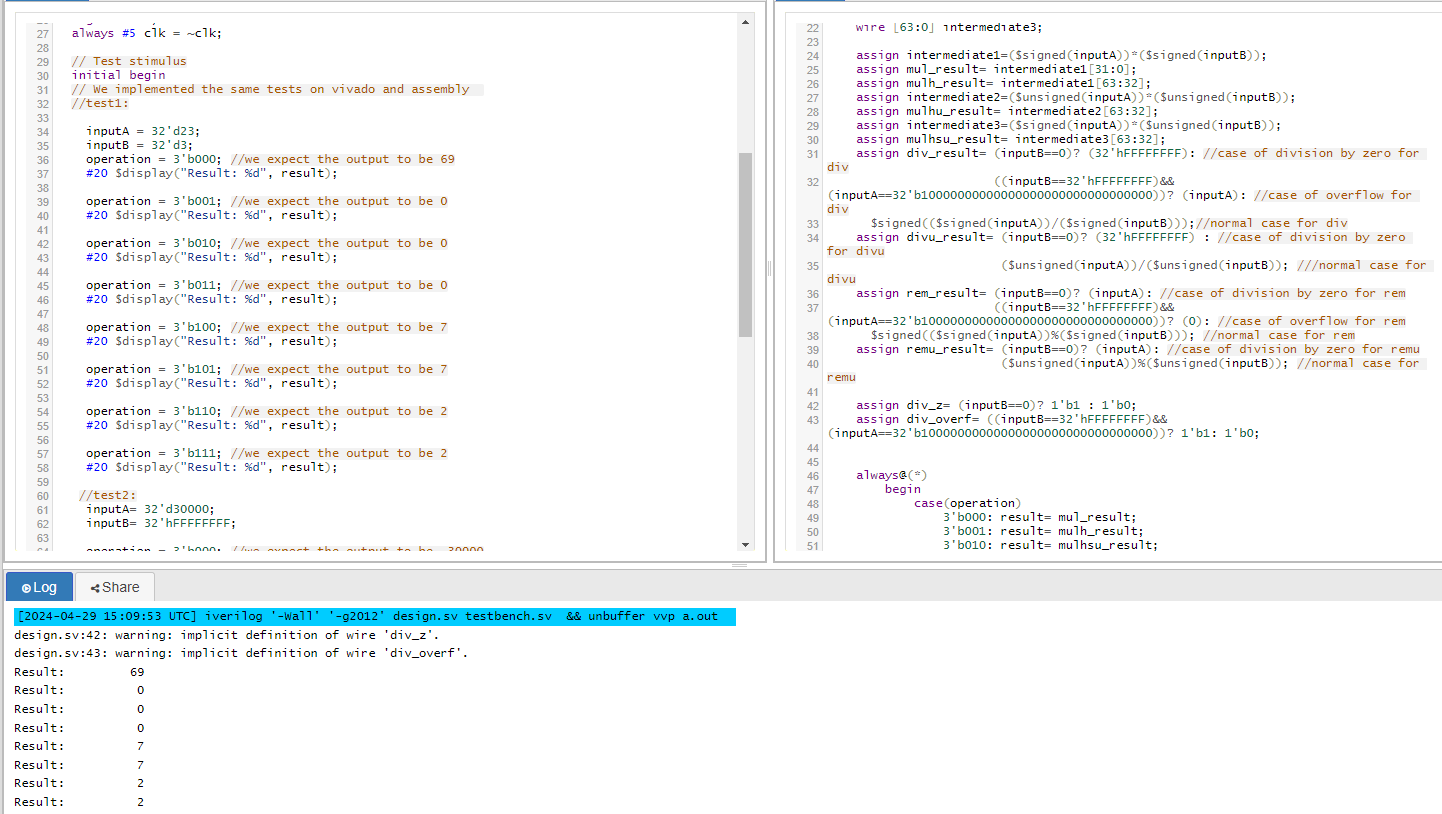 27 always #5 clk = ~clk;
28
29 // Test stimulus
30 initial begin
31 // We implemented the same tests on vivado and assembly
32 //test1:
33
34 inputA = 32'd23;
35 inputB = 32'd3;
36 operation = 3'b000; //we expect the output to be 69
37 #20 $display("Result: %d", result);
38
39 operation = 3'b001; //we expect the output to be 0
40 #20 $display("Result: %d", result);
41
42 operation = 3'b010; //we expect the output to be 0
43 #20 $display("Result: %d", result);
44
45 operation = 3'b011; //we expect the output to be 0
46 #20 $display("Result: %d", result);
47
48 operation = 3'b100; //we expect the output to be 7
49 #20 $display("Result: %d", result);
50
51 operation = 3'b101; //we expect the output to be 7
52 #20 $display("Result: %d", result);
53
54 operation = 3'b110; //we expect the output to be 2
55 #20 $display("Result: %d", result);
56
57 operation = 3'b111; //we expect the output to be 2
58 #20 $display("Result: %d", result);
59
60 //test2:
61 inputA= 32'd30000;
62 inputB= 32'hFFFFFFFF;
63
64 operation = 3'b000; //we expect the output to be -30000
22 wire [63:0] intermediate3;
23
24 assign intermediate1=($signed(inputA))*($signed(inputB));
25 assign mul_result= intermediate1[31:0];
26 assign mulh_result= intermediate1[63:32];
27 assign intermediate2=($unsigned(inputA))*($unsigned(inputB));
28 assign mulhu_result= intermediate2[63:32];
29 assign intermediate3=($signed(inputA))*($unsigned(inputB));
30 assign mulhsu_result= intermediate3[63:32];
31 assign div_result= (inputB==0)? (32'hFFFFFFFF): //case of division by zero for
div
32 ((inputB==32'hFFFFFFFF)&&
(inputA==32'b10000000000000000000000000000000))? (inputA): //case of overflow for
div
33 $signed(($signed(inputA))/($signed(inputB)));//normal case for div
34 assign divu_result= (inputB==0)? (32'hFFFFFFFF) : //case of division by zero
for divu
35 ($unsigned(inputA))/($unsigned(inputB)); ///normal case for
divu
36 assign rem_result= (inputB==0)? (inputA): //case of division by zero for rem
37 ((inputB==32'hFFFFFFFF)&&
(inputA==32'b10000000000000000000000000000000))? (0): //case of overflow for rem
38 $signed(($signed(inputA))%($signed(inputB))); //normal case for rem
39 assign remu_result= (inputB==0)? (inputA): //case of division by zero for remu
40 ($unsigned(inputA))%($unsigned(inputB)); //normal case for
remu
41
42 assign div_z= (inputB==0)? 1'b1 : 1'b0;
43 assign div_overf= ((inputB==32'hFFFFFFFF)&&
(inputA==32'b10000000000000000000000000000000))? 1'b1: 1'b0;
44
45
46 always@(*)
47 begin
48 case(operation)
49 3'b000: result= mul_result;
50 3'b001: result= mulh_result;
51 3'b010: result= mulhsu_result;
Log
Share
[2024-04-29 15:09:53 UTC] iverilog '-Wall' '-g2012' design.sv testbench.sv && unbuffer vvp a.out
design.sv:42: warning: implicit definition of wire 'div_z'.
design.sv:43: warning: implicit definition of wire 'div_overf'.
Result: 69
Result: 0
Result: 0
Result: 0
Result: 7
Result: 7
Result: 2
Result: 2